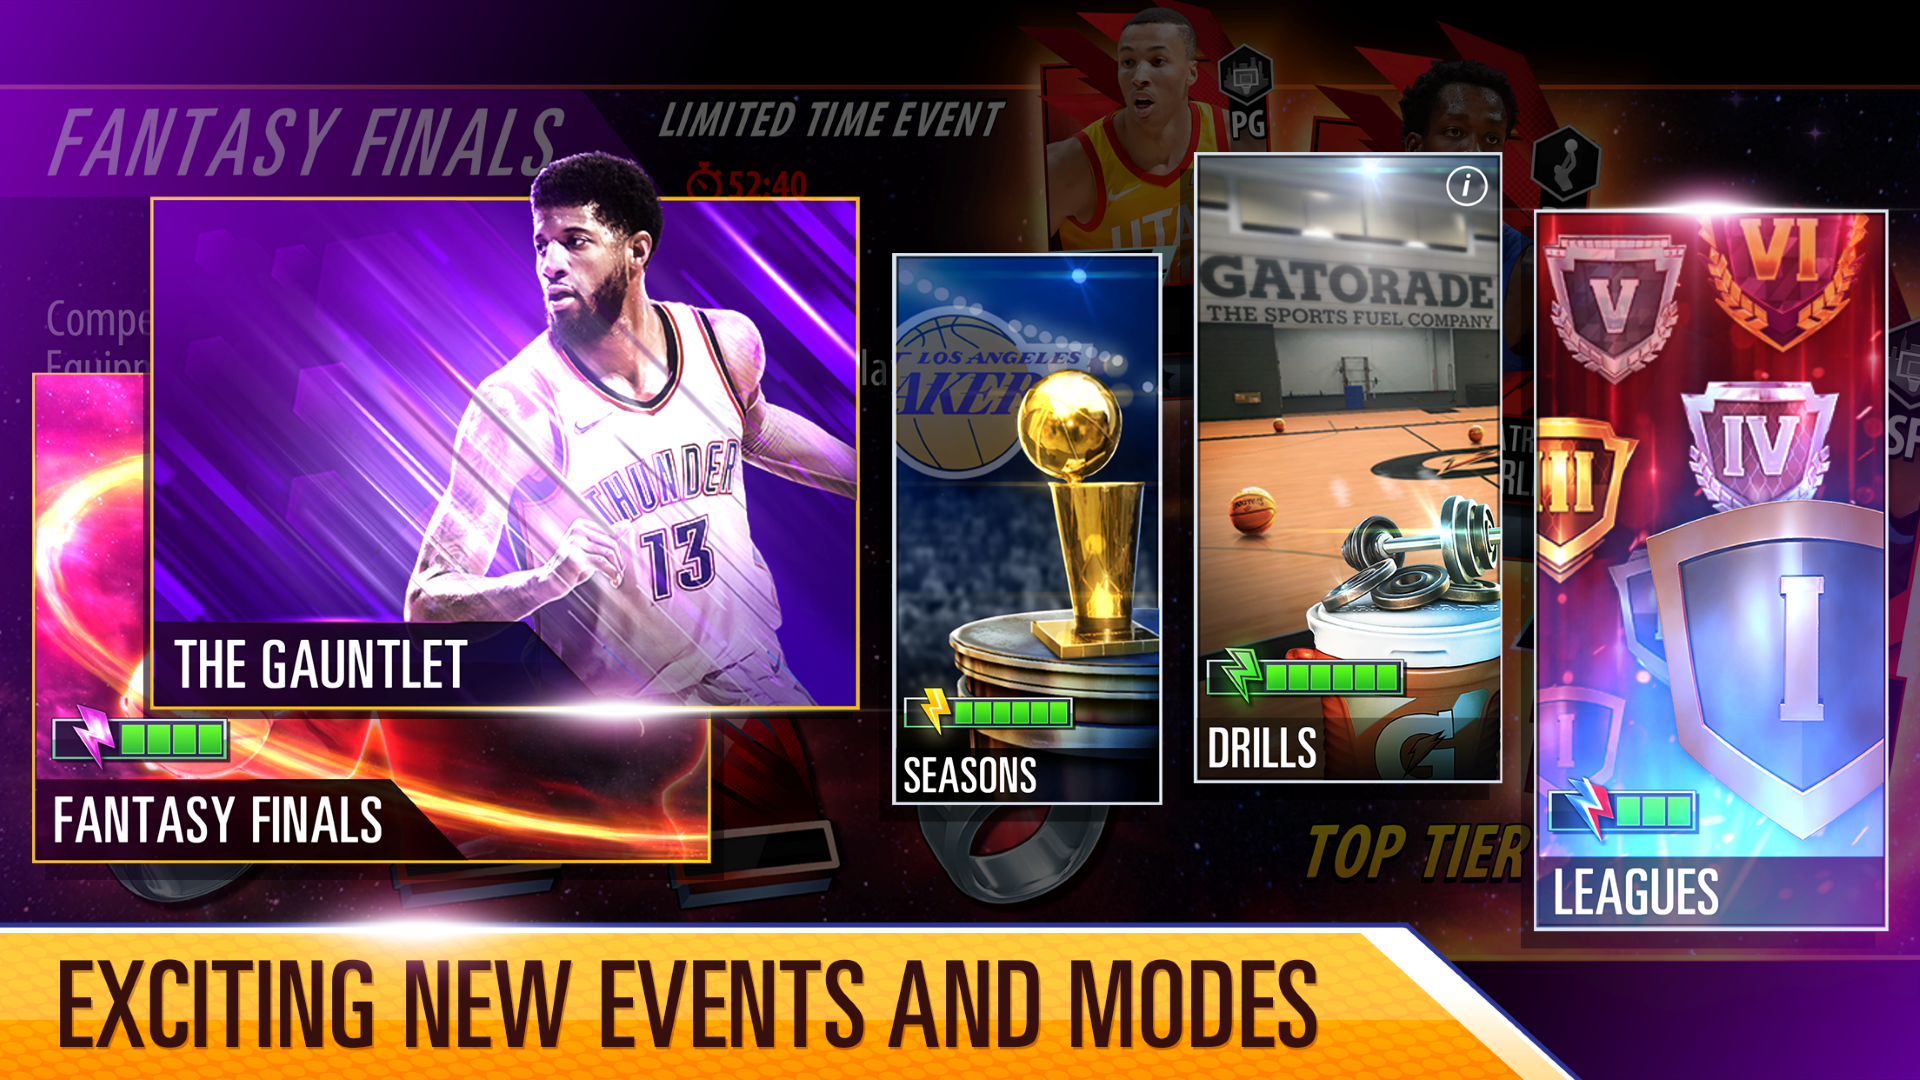 FANTASY FINALS
LIMITED TIME EVENT
52:40
PG
THUNDER
13
THE GAUNTLET
FANTASY FINALS
LOS ANGELES
SEASONS
i
GATORADE
THE SPORTS FUEL COMPANY
G
DRILLS
V
VI
IV
III
I
I
LEAGUES
TOP TIER
EXCITING NEW EVENTS AND MODES